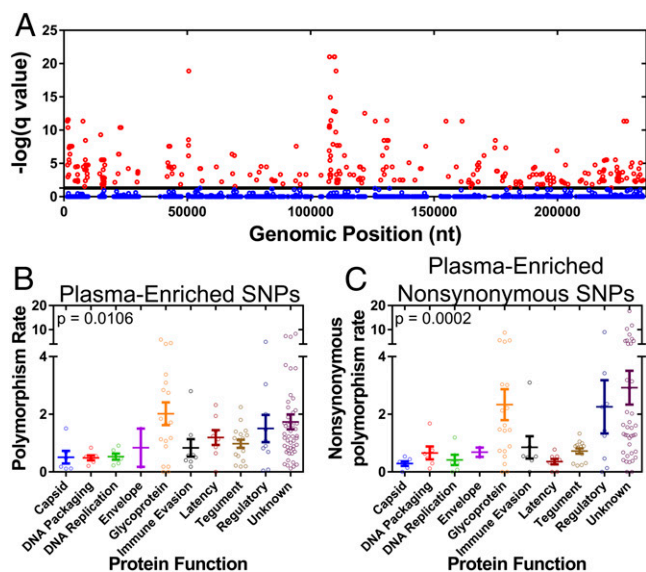 A
-log(q value)
25
20
15
10
5
0
0
50000
100000
150000
200000
Genomic Position (nt)
B
Plasma-Enriched SNPs
p = 0.0106
Polymorphism Rate
20
4
4
2
0
Capsid
DNA Packaging
DNA Replication
Envelope
Glycoprotein
Immune Evasion
Latency
Tegument
Regulatory
Unknown
Protein Function
C
Plasma-Enriched
Nonsynonymous SNPs
p = 0.0002
Nonsynonymous
polymorphism rate
20
4
4
2
0
Capsid
DNA Packaging
DNA Replication
Envelope
Glycoprotein
Immune Evasion
Latency
Tegument
Regulatory
Unknown
Protein Function